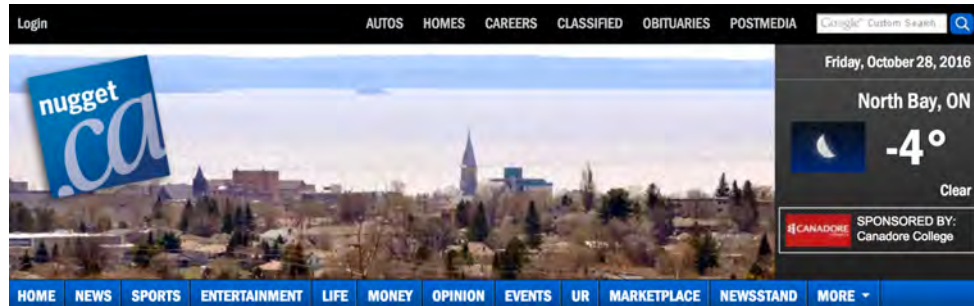 Login AUTOS HOMES CAREERS CLASSIFIED OBITUARIES POSTMEDIA Google Custom Search
nugget
.ca
Friday, October 28, 2016
North Bay, ON
-4°
Clear
CANADORE
SPONSORED BY:
Canadore College
HOME NEWS SPORTS ENTERTAINMENT LIFE MONEY OPINION EVENTS UR MARKETPLACE NEWSSTAND MORE